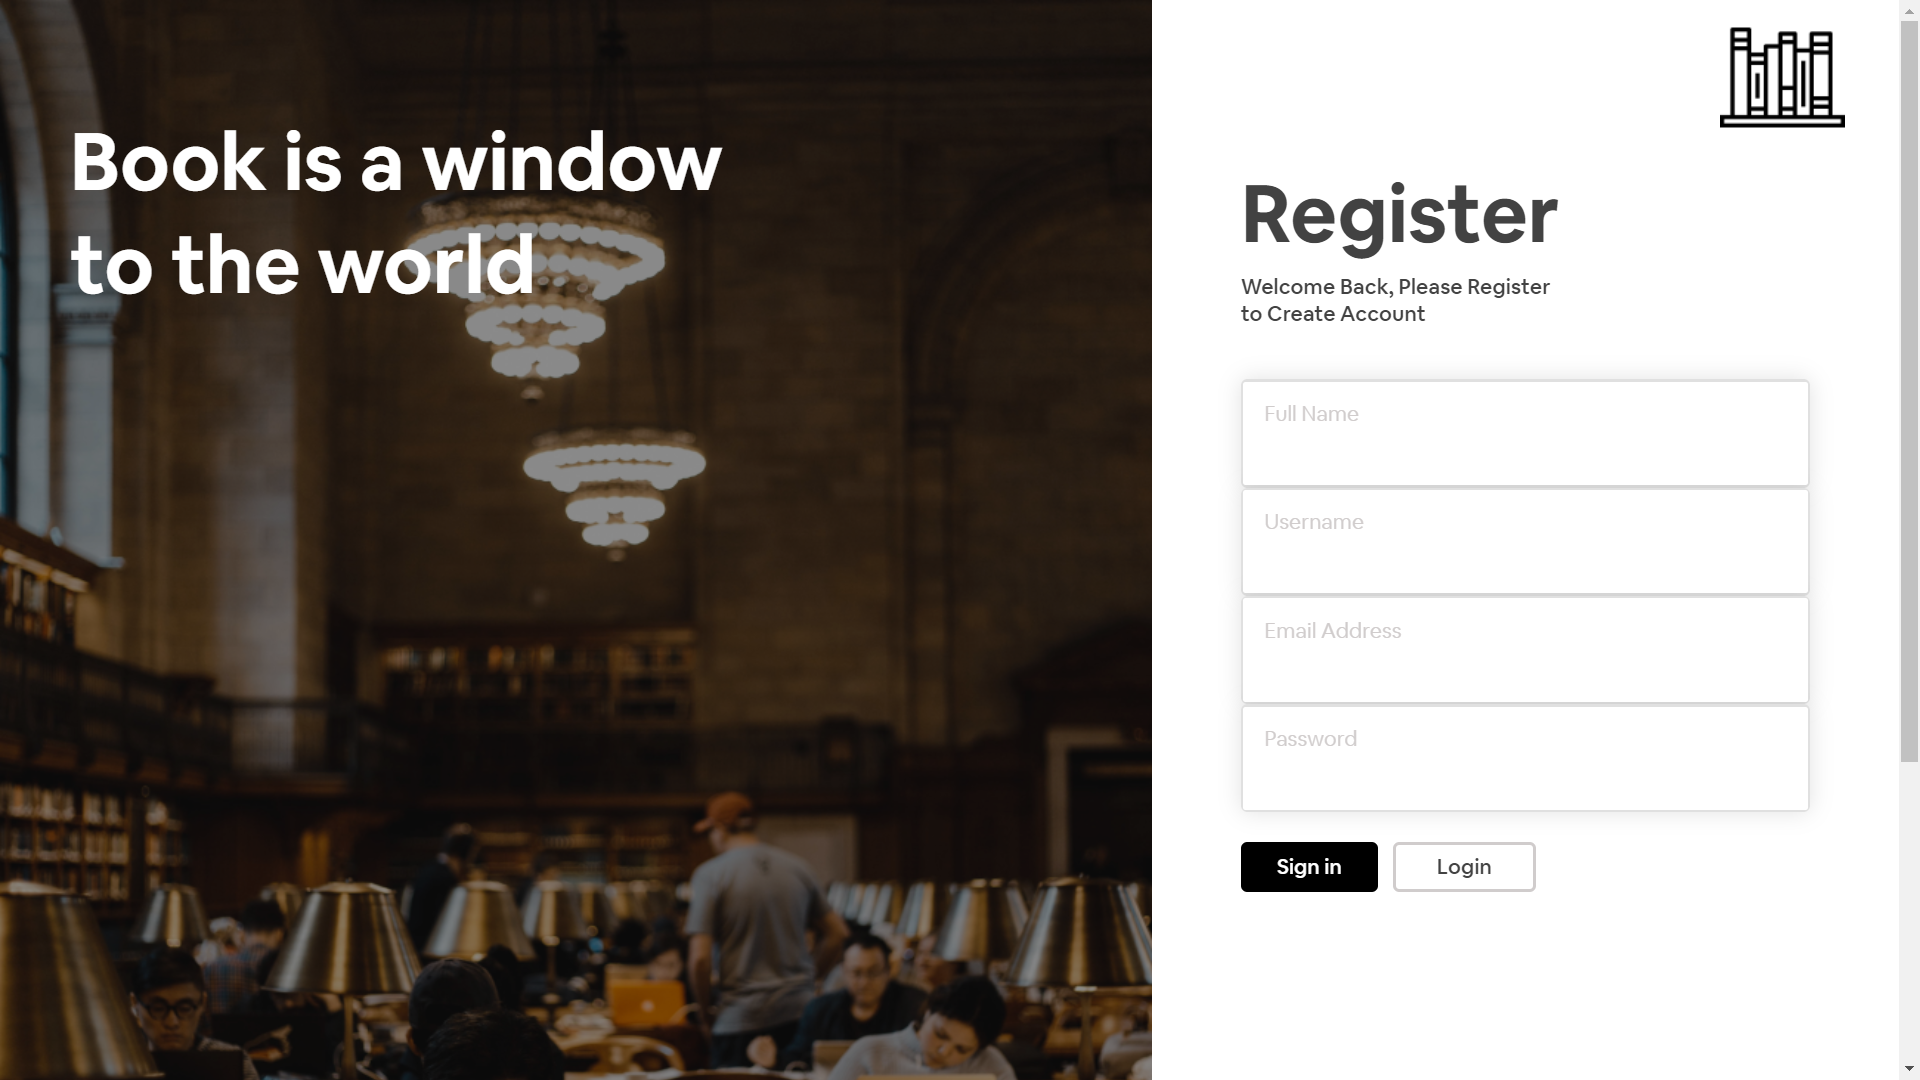 Book is a window
to the world
Register
Welcome Back, Please Register
to Create Account
Full Name
Username
Email Address
Password
Sign in
Login